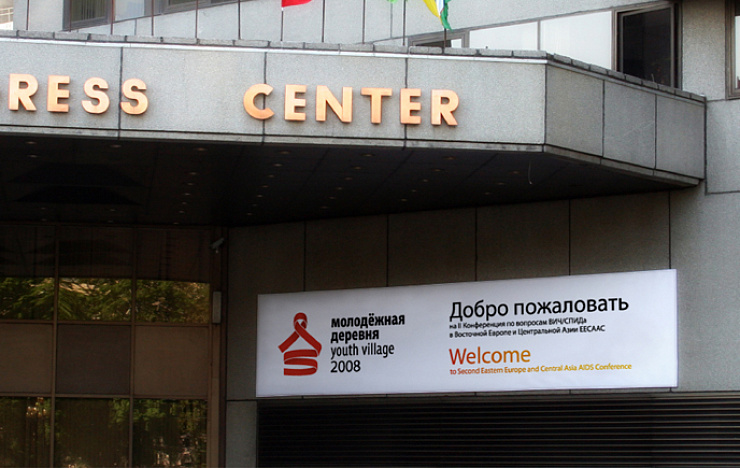 RESS CENTER
молодёжная
деревня
youth village
2008
Добро пожаловать
на II Конференция по вопросам ВИЧ/СПИДа
в Восточной Европе и Центральной Азии EECAAC
Welcome
to Second Eastern Europe and Central Asia AIDS Conference